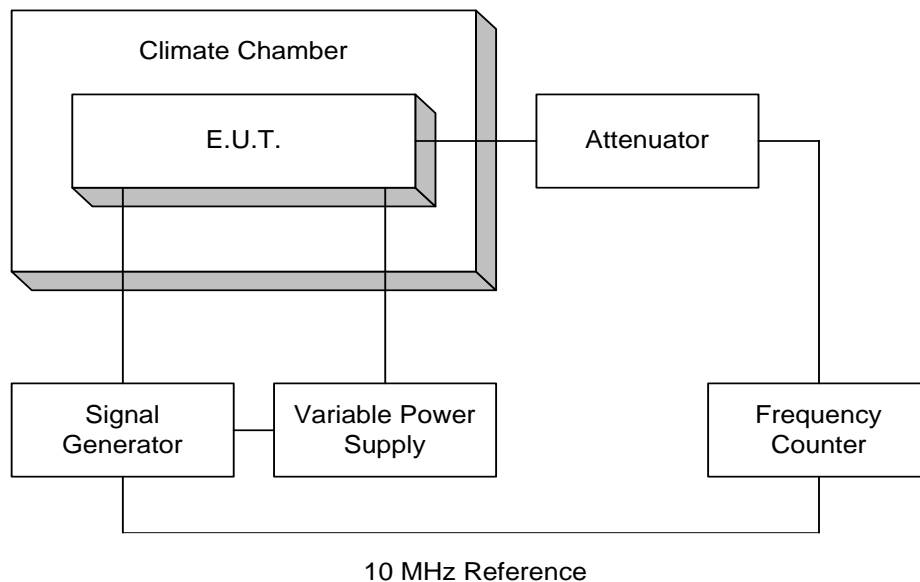 Climate Chamber
E.U.T.
Attenuator
Signal
Generator
Variable Power
Supply
Frequency
Counter
10 MHz Reference